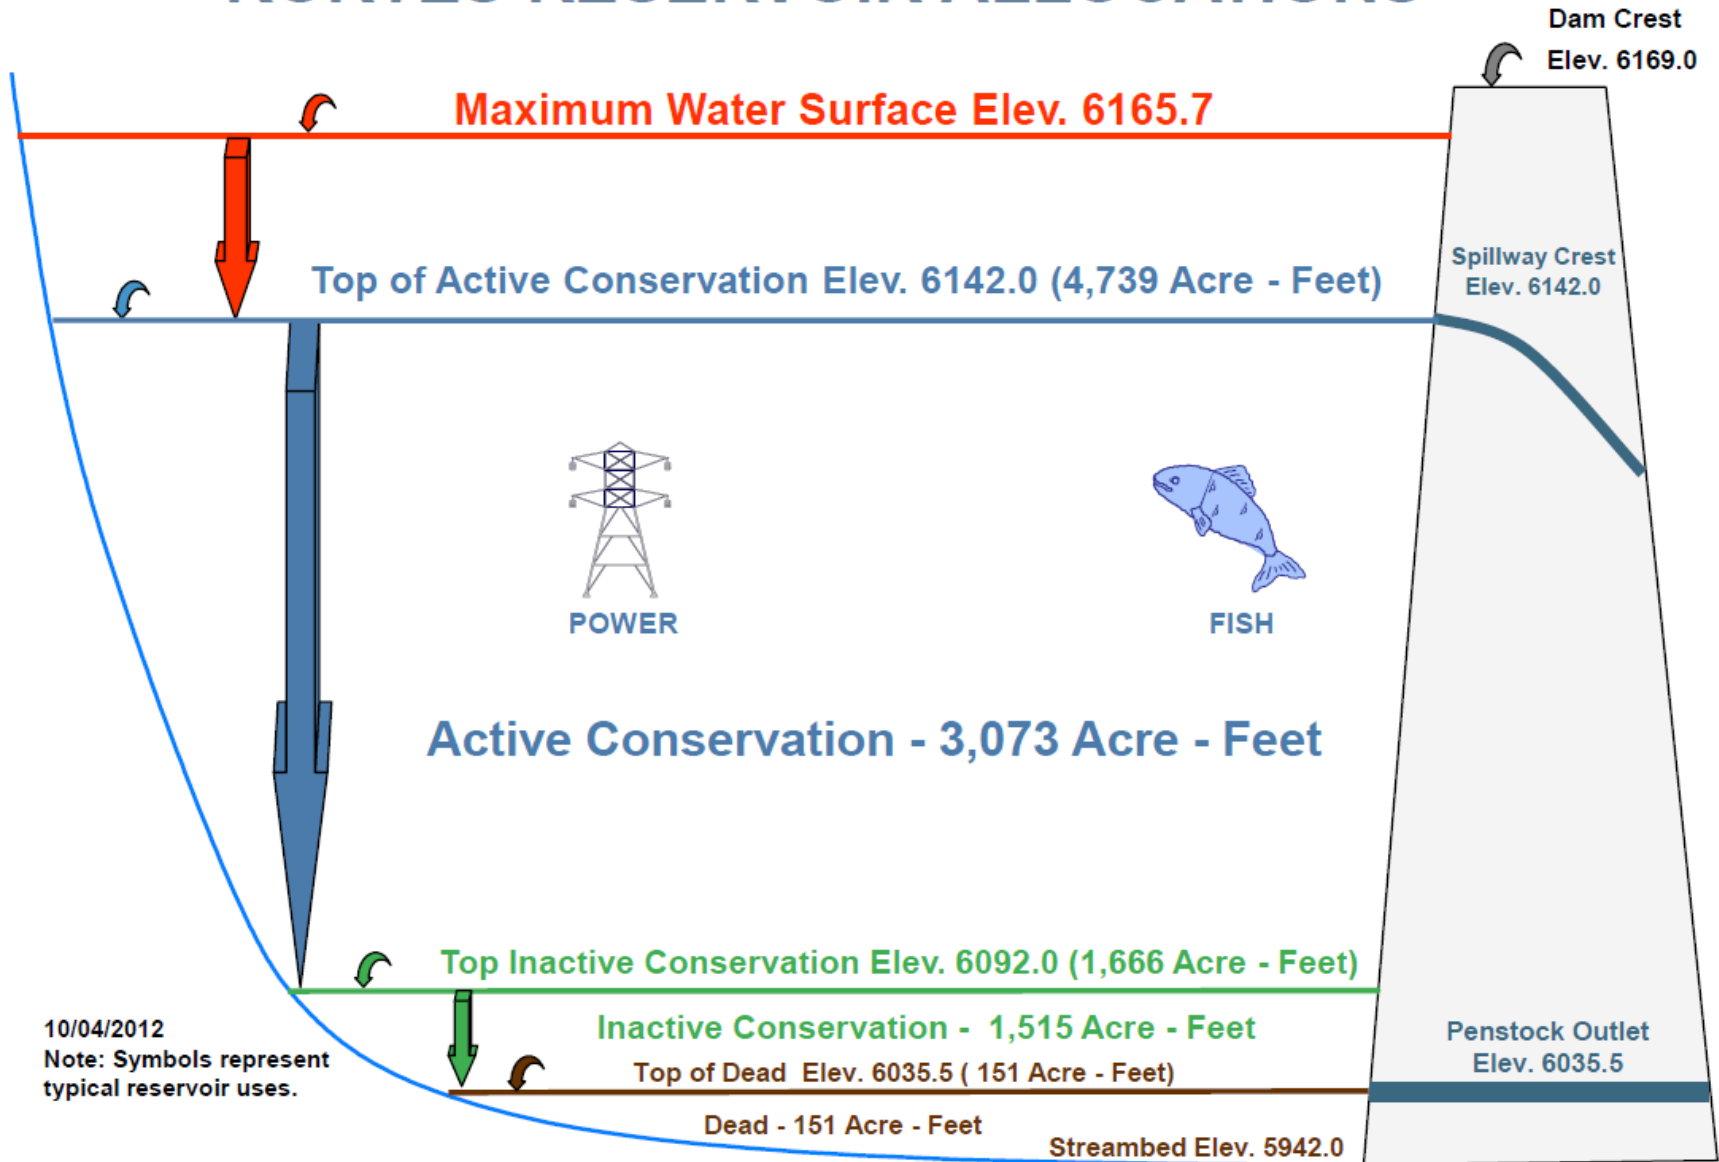 Dam Crest
Elev. 6169.0
Maximum Water Surface Elev. 6165.7
Spillway Crest
Elev. 6142.0
Top of Active Conservation Elev. 6142.0 (4,739 Acre - Feet)
POWER
FISH
Active Conservation - 3,073 Acre - Feet
Top Inactive Conservation Elev. 6092.0 (1,666 Acre - Feet)
10/04/2012
Note: Symbols represent
typical reservoir uses.
Inactive Conservation -  1,515 Acre - Feet
Penstock Outlet
Elev. 6035.5
Top of Dead  Elev. 6035.5 ( 151 Acre - Feet)
Dead - 151 Acre - Feet
Streambed Elev. 5942.0